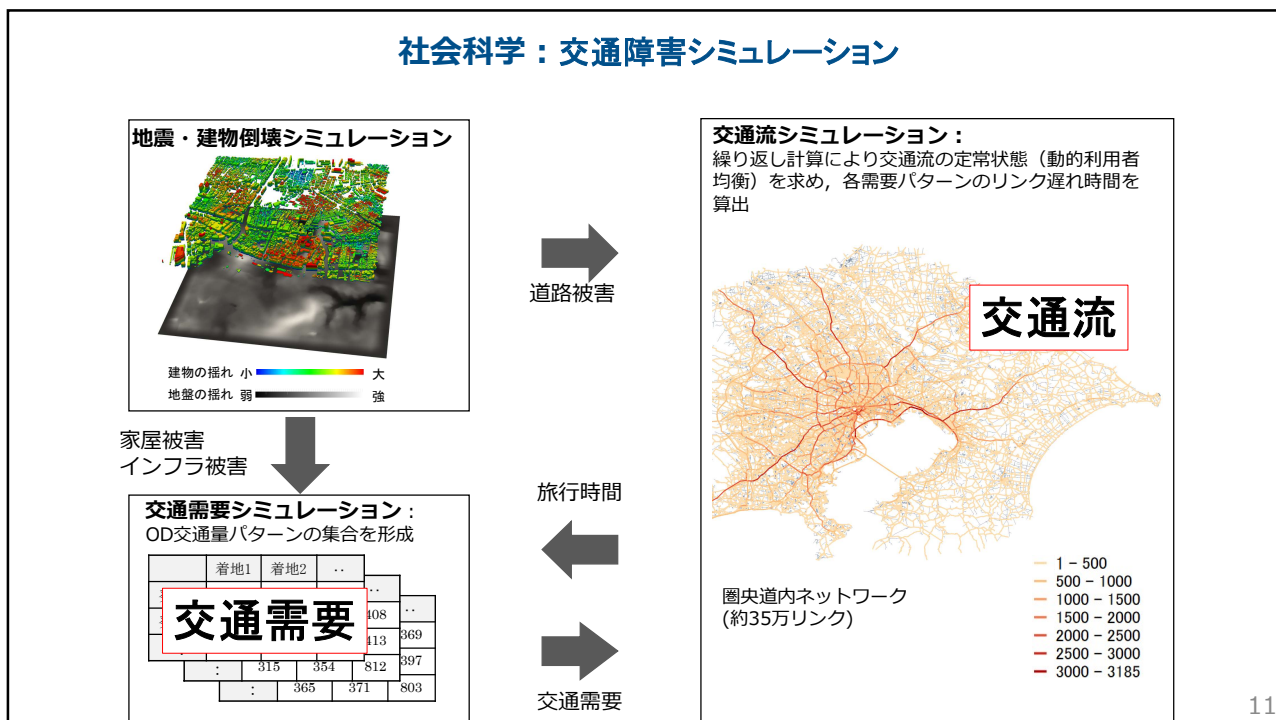 社会科学：交通障害シミュレーション
地震・建物倒壊シミュレーション
建物の揺れ 小 大
地盤の揺れ 弱 強
道路被害
家屋被害
インフラ被害
交通需要シミュレーション：
OD交通量パターンの集合を形成
着地1 着地2 ‥
‥
‥
408
413 369
397
: 315 354 812
: 365 371 803
交通需要
旅行時間
交通需要
交通流シミュレーション：
繰り返し計算により交通流の定常状態（動的利用者
均衡）を求め，各需要パターンのリンク遅れ時間を
算出
交通流
圏央道内ネットワーク
(約35万リンク)
1 – 500
500 – 1000
1000 – 1500
1500 – 2000
2000 – 2500
2500 – 3000
3000 – 3185
11